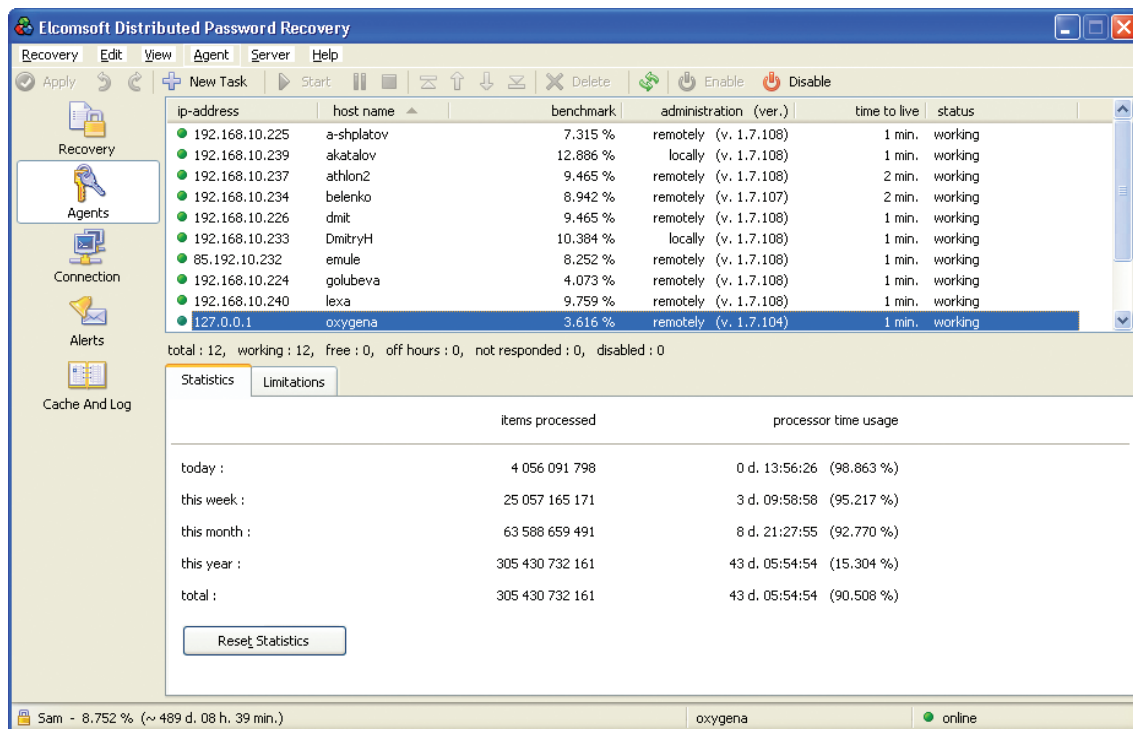 Elcomsoft Distributed Password Recovery
Recovery Edit View Agent Server Help
Apply New Task Start Delete Enable Disable
Recovery
Agents
Connection
Alerts
Cache And Log
ip-address host name benchmark administration (ver.) time to live status
192.168.10.225 a-shplatov 7.315 % remotely (v. 1.7.108) 1 min. working
192.168.10.239 akatalov 12.886 % locally (v. 1.7.108) 1 min. working
192.168.10.237 athlon2 9.465 % remotely (v. 1.7.108) 2 min. working
192.168.10.234 belenko 8.942 % remotely (v. 1.7.107) 2 min. working
192.168.10.226 dmit 9.465 % remotely (v. 1.7.108) 1 min. working
192.168.10.233 DmitryH 10.384 % locally (v. 1.7.108) 1 min. working
85.192.10.232 emule 8.252 % remotely (v. 1.7.108) 1 min. working
192.168.10.224 golubeva 4.073 % remotely (v. 1.7.108) 1 min. working
192.168.10.240 lexa 9.759 % remotely (v. 1.7.108) 1 min. working
127.0.0.1 oxygena 3.616 % remotely (v. 1.7.104) 1 min. working
total : 12, working : 12, free : 0, off hours : 0, not responded : 0, disabled : 0
Statistics Limitations
items processed processor time usage
today : 4 056 091 798 0 d. 13:56:26 (98.863 %)
this week : 25 057 165 171 3 d. 09:58:58 (95.217 %)
this month : 63 588 659 491 8 d. 21:27:55 (92.770 %)
this year : 305 430 732 161 43 d. 05:54:54 (15.304 %)
total : 305 430 732 161 43 d. 05:54:54 (90.508 %)
Reset Statistics
Sam - 8.752 % (~ 489 d. 08 h. 39 min.) oxygena online